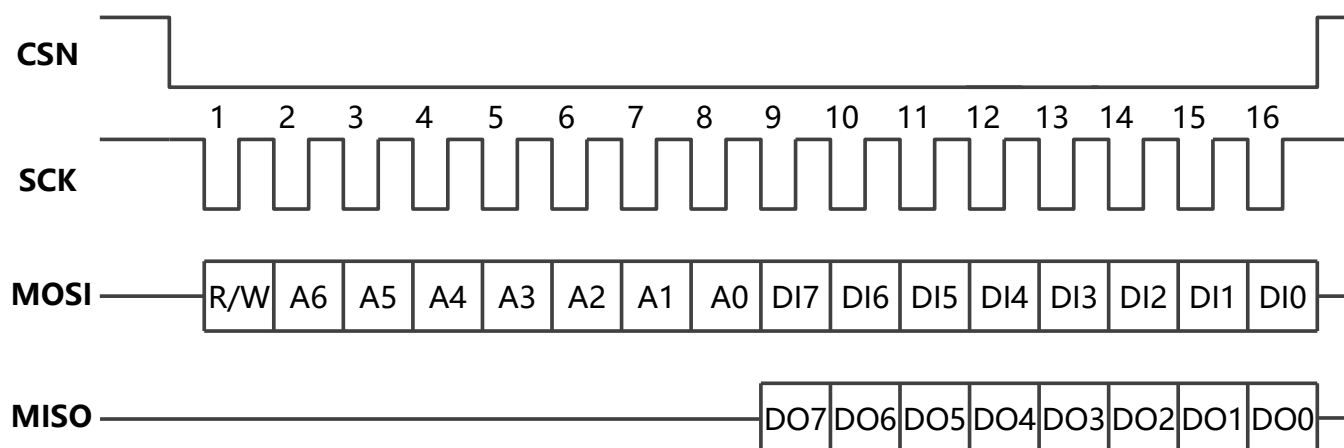 CSN
1 2 3 4 5 6 7 8 9 10 11 12 13 14 15 16
SCK
MOSI R/W A6 A5 A4 A3 A2 A1 A0 DI7 DI6 DI5 DI4 DI3 DI2 DI1 DI0
MISO DO7 DO6 DO5 DO4 DO3 DO2 DO1 DO0